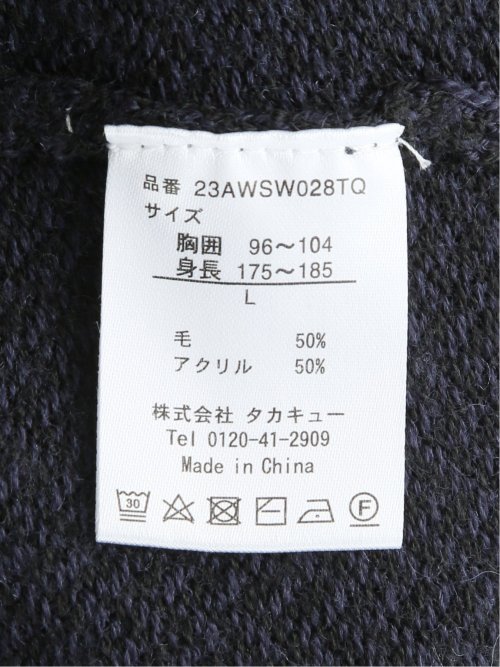 品番 23AWSW028TQ
サイズ
胸囲 96～104
身長 175～185
L
毛 50%
アクリル 50%
株式会社 タカキュー
Tel 0120-41-2909
Made in China
30 F